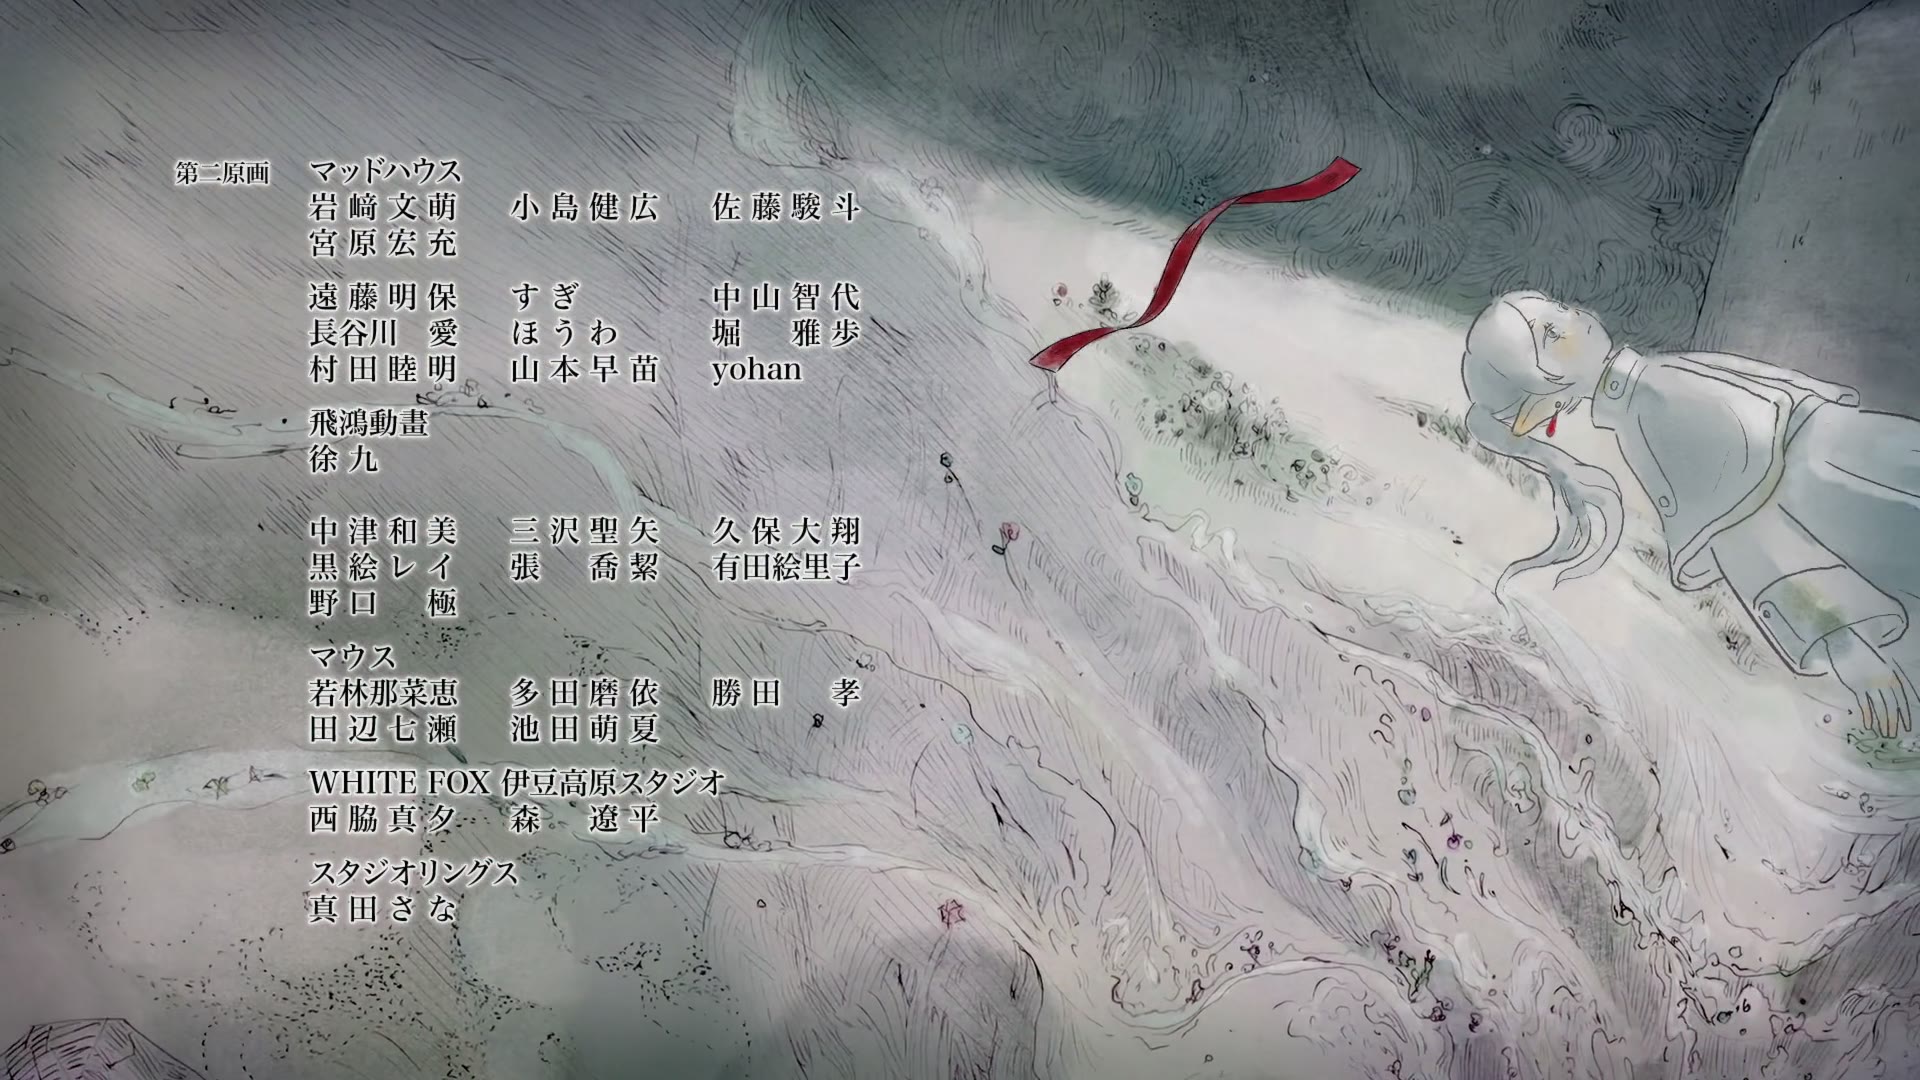 第二原画 マッドハウス
岩﨑文萌 小島健広 佐藤駿斗
宮原宏充
遠藤明保 すぎ 中山智代
長谷川 愛 ほうわ 堀 雅歩
村田睦明 山本早苗 yohan
飛鴻動畫
徐九
中津和美 三沢聖矢 久保大翔
黒絵レイ 張 喬絜 有田絵里子
野口 極
マウス
若林那菜恵 多田磨依 勝田 孝
田辺七瀬 池田萌夏
WHITE FOX 伊豆高原スタジオ
西脇真夕 森 遼平
スタジオリングス
真田さな